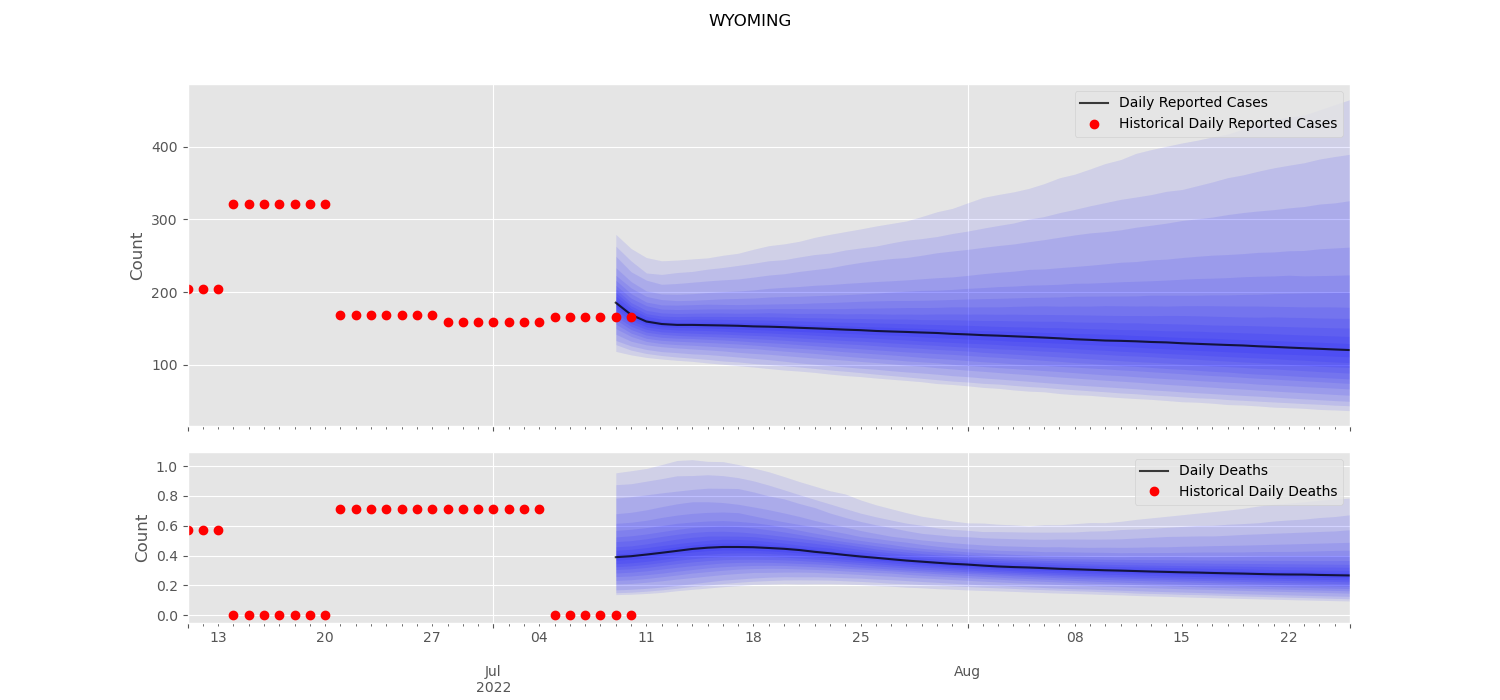 WYOMING
Daily Reported Cases
Historical Daily Reported Cases
Count
400
300
200
100
Daily Deaths
Historical Daily Deaths
Count
1.0
0.8
0.6
0.4
0.2
0.0
13 20 27 04 11 18 25 08 15 22
Jul Aug
2022